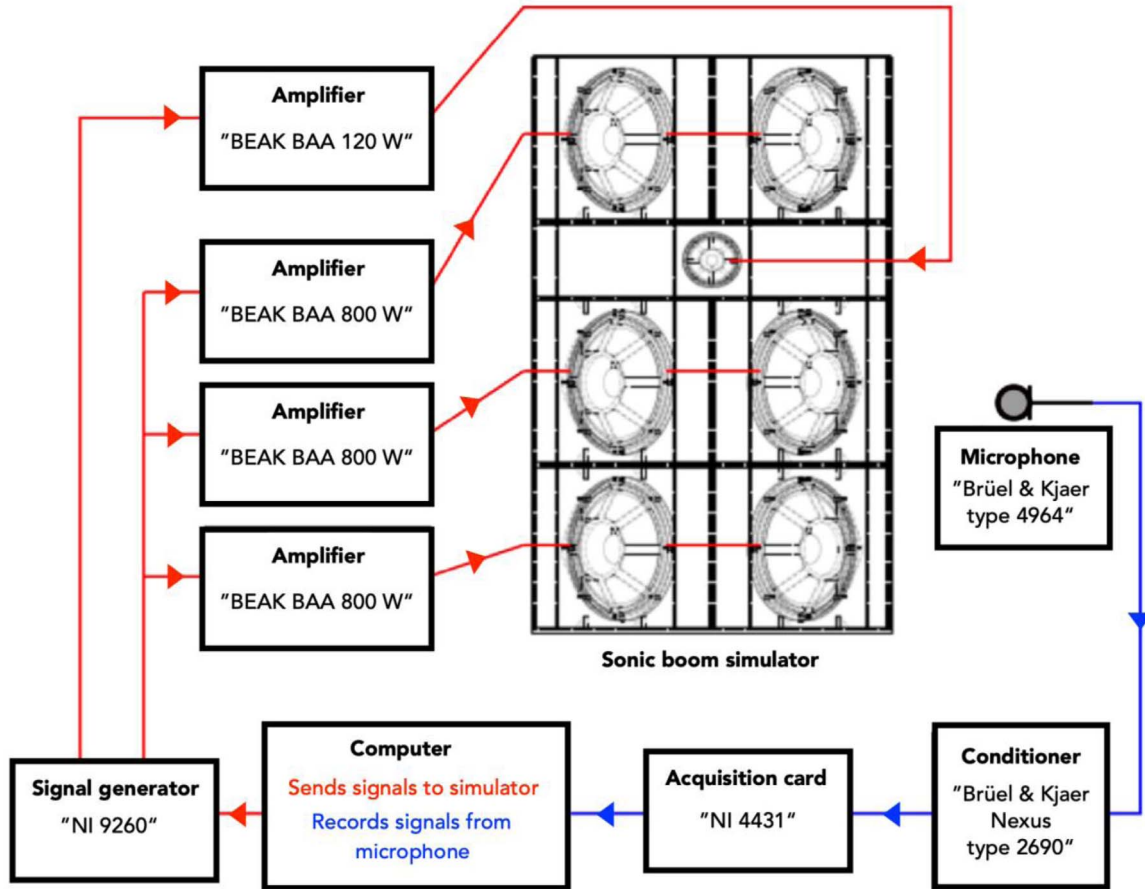 Amplifier
"BEAK BAA 120 W"
Amplifier
"BEAK BAA 800 W"
Amplifier
"BEAK BAA 800 W"
Amplifier
"BEAK BAA 800 W"
Sonic boom simulator
Microphone
"Brüel & Kjaer
type 4964"
Signal generator
"NI 9260"
Computer
Sends signals to simulator
Records signals from
microphone
Acquisition card
"NI 4431"
Conditioner
"Brüel & Kjaer
Nexus
type 2690"